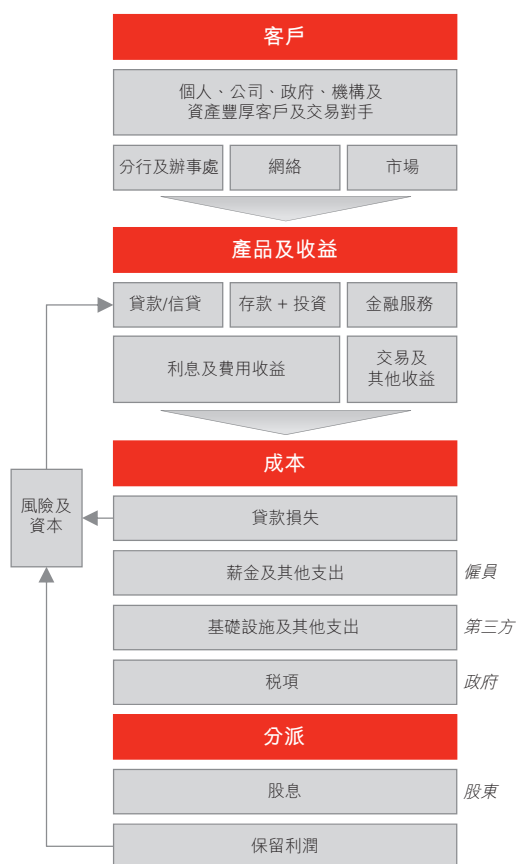 客戶
個人、公司、政府、機構及
資產豐厚客戶及交易對手
分行及辦事處
網絡
市場
產品及收益
貸款/信貸
存款 + 投資
金融服務
利息及費用收益
交易及
其他收益
成本
風險及
資本
貸款損失
薪金及其他支出
僱員
基礎設施及其他支出
第三方
税項
政府
分派
股息
股東
保留利潤